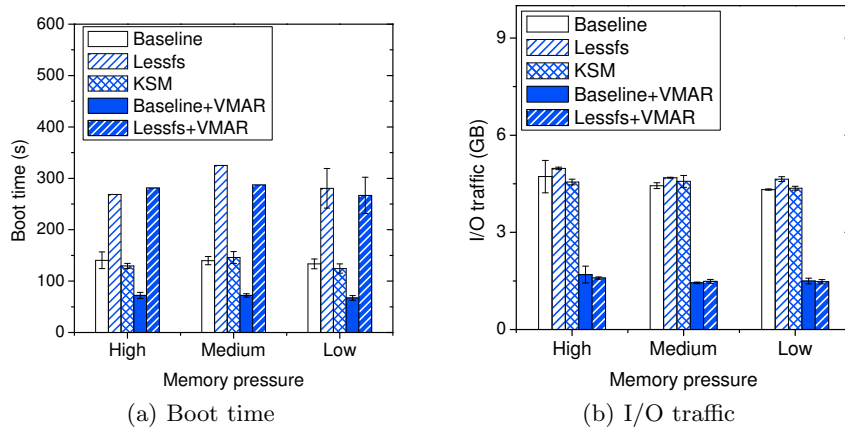 600
500
400
300
200
100
0
Boot time (s)
Baseline
Lessfs
KSM
Baseline+VMAR
Lessfs+VMAR
High Medium Low
Memory pressure
(a) Boot time
9
6
3
0
I/O traffic (GB)
Baseline
Lessfs
KSM
Baseline+VMAR
Lessfs+VMAR
High Medium Low
Memory pressure
(b) I/O traffic